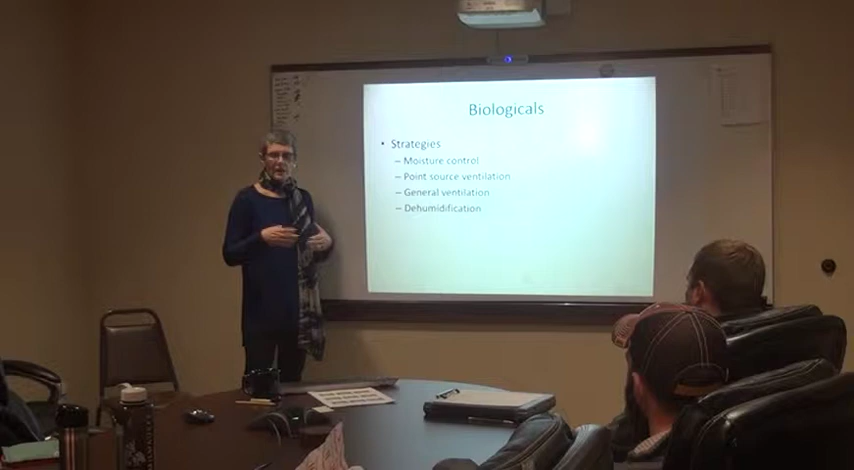 Biologicals
• Strategies
– Moisture control
– Point source ventilation
– General ventilation
– Dehumidification